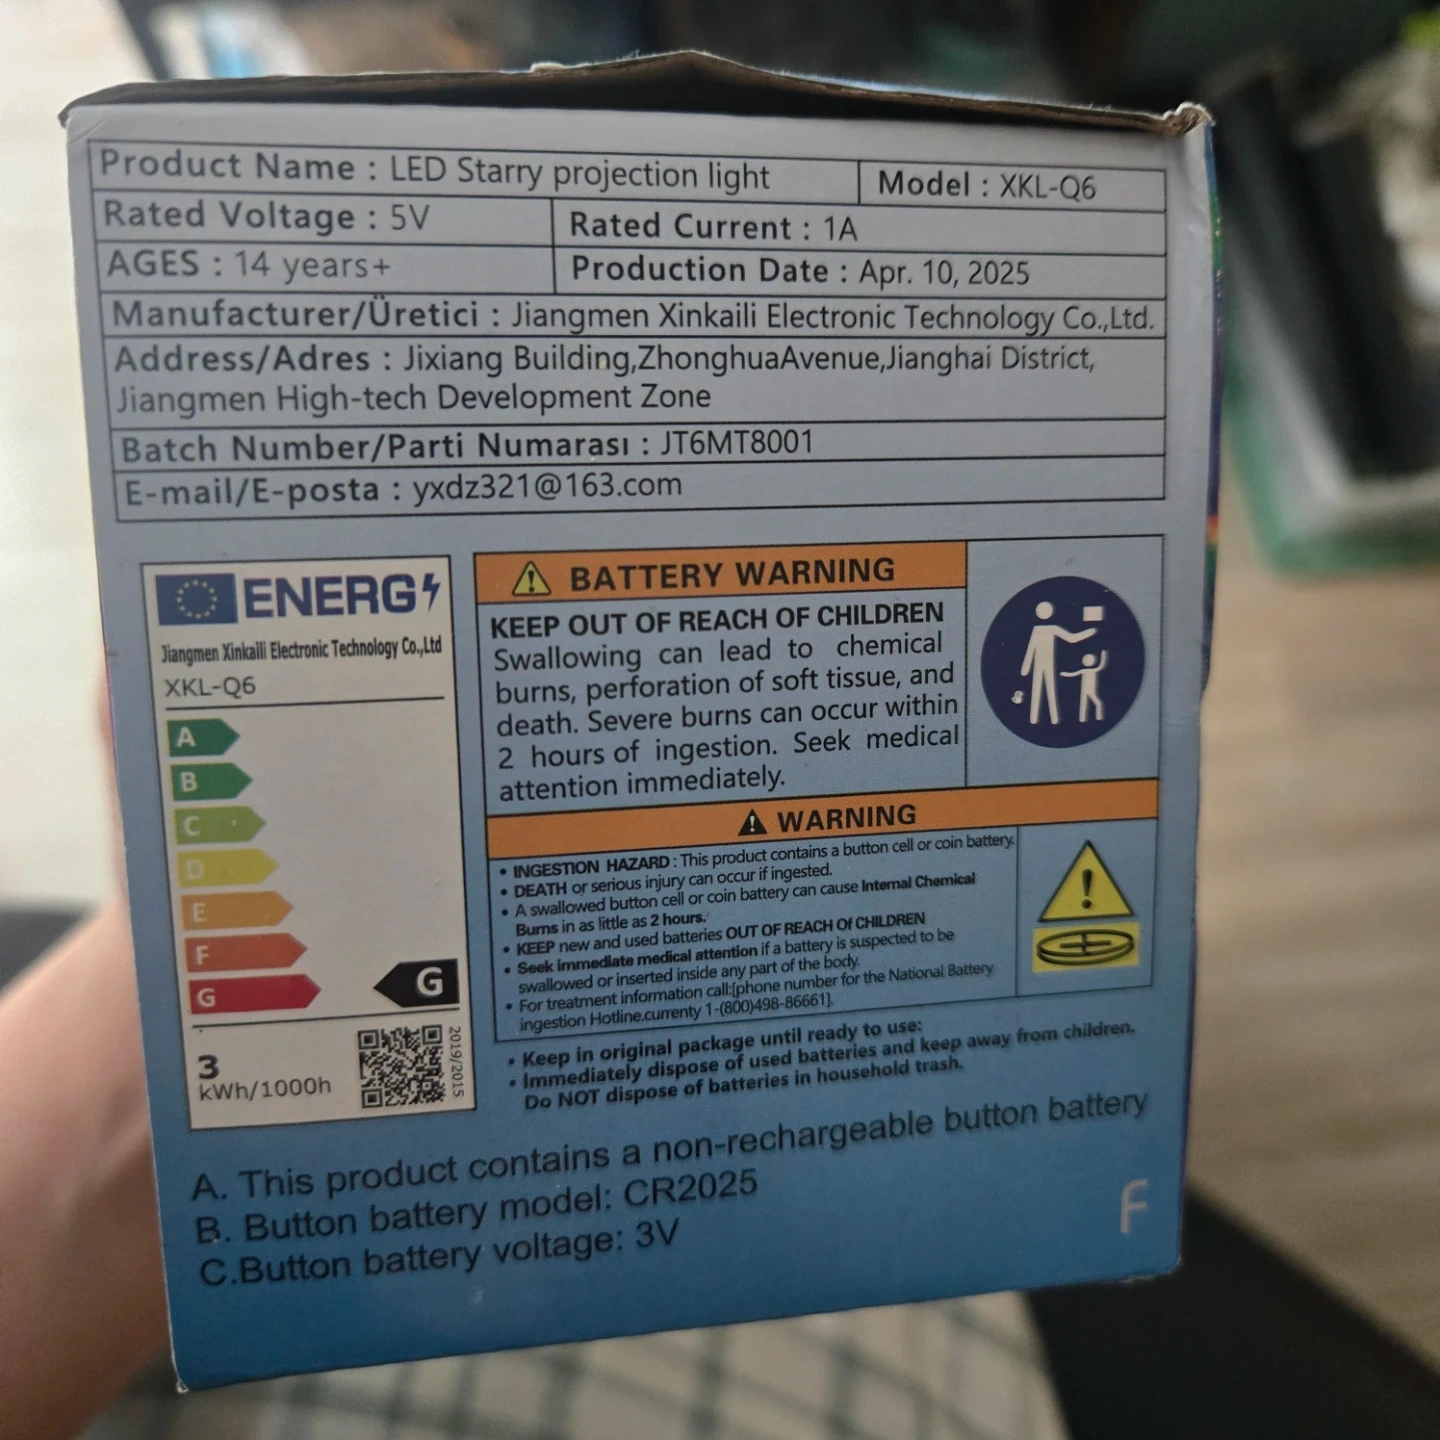 Product Name : LED Starry projection light
Model : XKL-Q6
Rated Voltage : 5V
Rated Current : 1A
AGES : 14 years+
Production Date : Apr. 10, 2025
Manufacturer/Üretici : Jiangmen Xinkaili Electronic Technology Co.,Ltd.
Address/Adres : Jixiang Building,ZhonghuaAvenue,Jianghai District,
Jiangmen High-tech Development Zone
Batch Number/Parti Numarası : JT6MT8001
E-mail/E-posta : yxdz321@163.com
ENERG
Jiangmen Xinkaili Electronic Technology Co.,Ltd
XKL-Q6
A
B
C
D
E
F
G
G
3
kWh/1000h
2019/2015
BATTERY WARNING
KEEP OUT OF REACH OF CHILDREN
Swallowing can lead to chemical
burns, perforation of soft tissue, and
death. Severe burns can occur within
2 hours of ingestion. Seek medical
attention immediately.
WARNING
• INGESTION HAZARD : This product contains a button cell or coin battery.
• DEATH or serious injury can occur if ingested.
• A swallowed button cell or coin battery can cause Internal Chemical
Burns in as little as 2 hours.
• KEEP new and used batteries OUT OF REACH Of CHILDREN
• Seek immediate medical attention if a battery is suspected to be
swallowed or inserted inside any part of the body.
• For treatment information call:[phone number for the National Battery
ingestion Hotline.currenty 1-(800)498-86661].
• Keep in original package until ready to use:
• Immediately dispose of used batteries and keep away from children.
Do NOT dispose of batteries in household trash.
A. This product contains a non-rechargeable button battery
B. Button battery model: CR2025
C.Button battery voltage: 3V
F